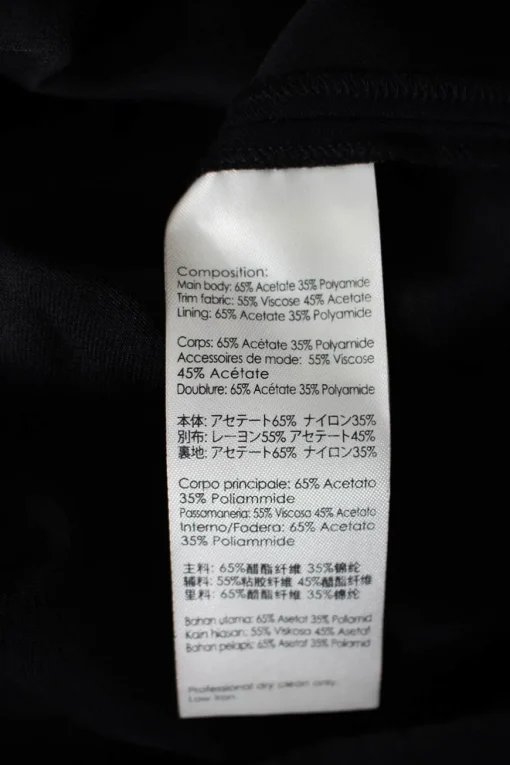 Composition:
Main body: 65% Acetate 35% Polyamide
Trim fabric: 55% Viscose 45% Acetate
Lining: 65% Acetate 35% Polyamide
Corps: 65% Acétate 35% Polyamide
Accessoires de mode: 55% Viscose
45% Acétate
Doublure: 65% Acétate 35% Polyamide
本体: アセテート65% ナイロン35%
別布: レーヨン55% アセテート45%
裏地: アセテート65% ナイロン35%
Corpo principale: 65% Acetato
35% Poliammide
Passamaneria: 55% Viscosa 45% Acetato
Interno/Fodera: 65% Acetato
35% Poliammide
主料: 65%醋酯纤维 35%锦纶
辅料: 55%粘胶纤维 45%醋酯纤维
里料: 65%醋酯纤维 35%锦纶
Bahan utama: 65% Asetat 35% Poliamid
Kain hiasan: 55% Viskosa 45% Asetat
Bahan pelapis: 65% Asetat 35% Poliamid
Professional dry clean only.
Low iron.